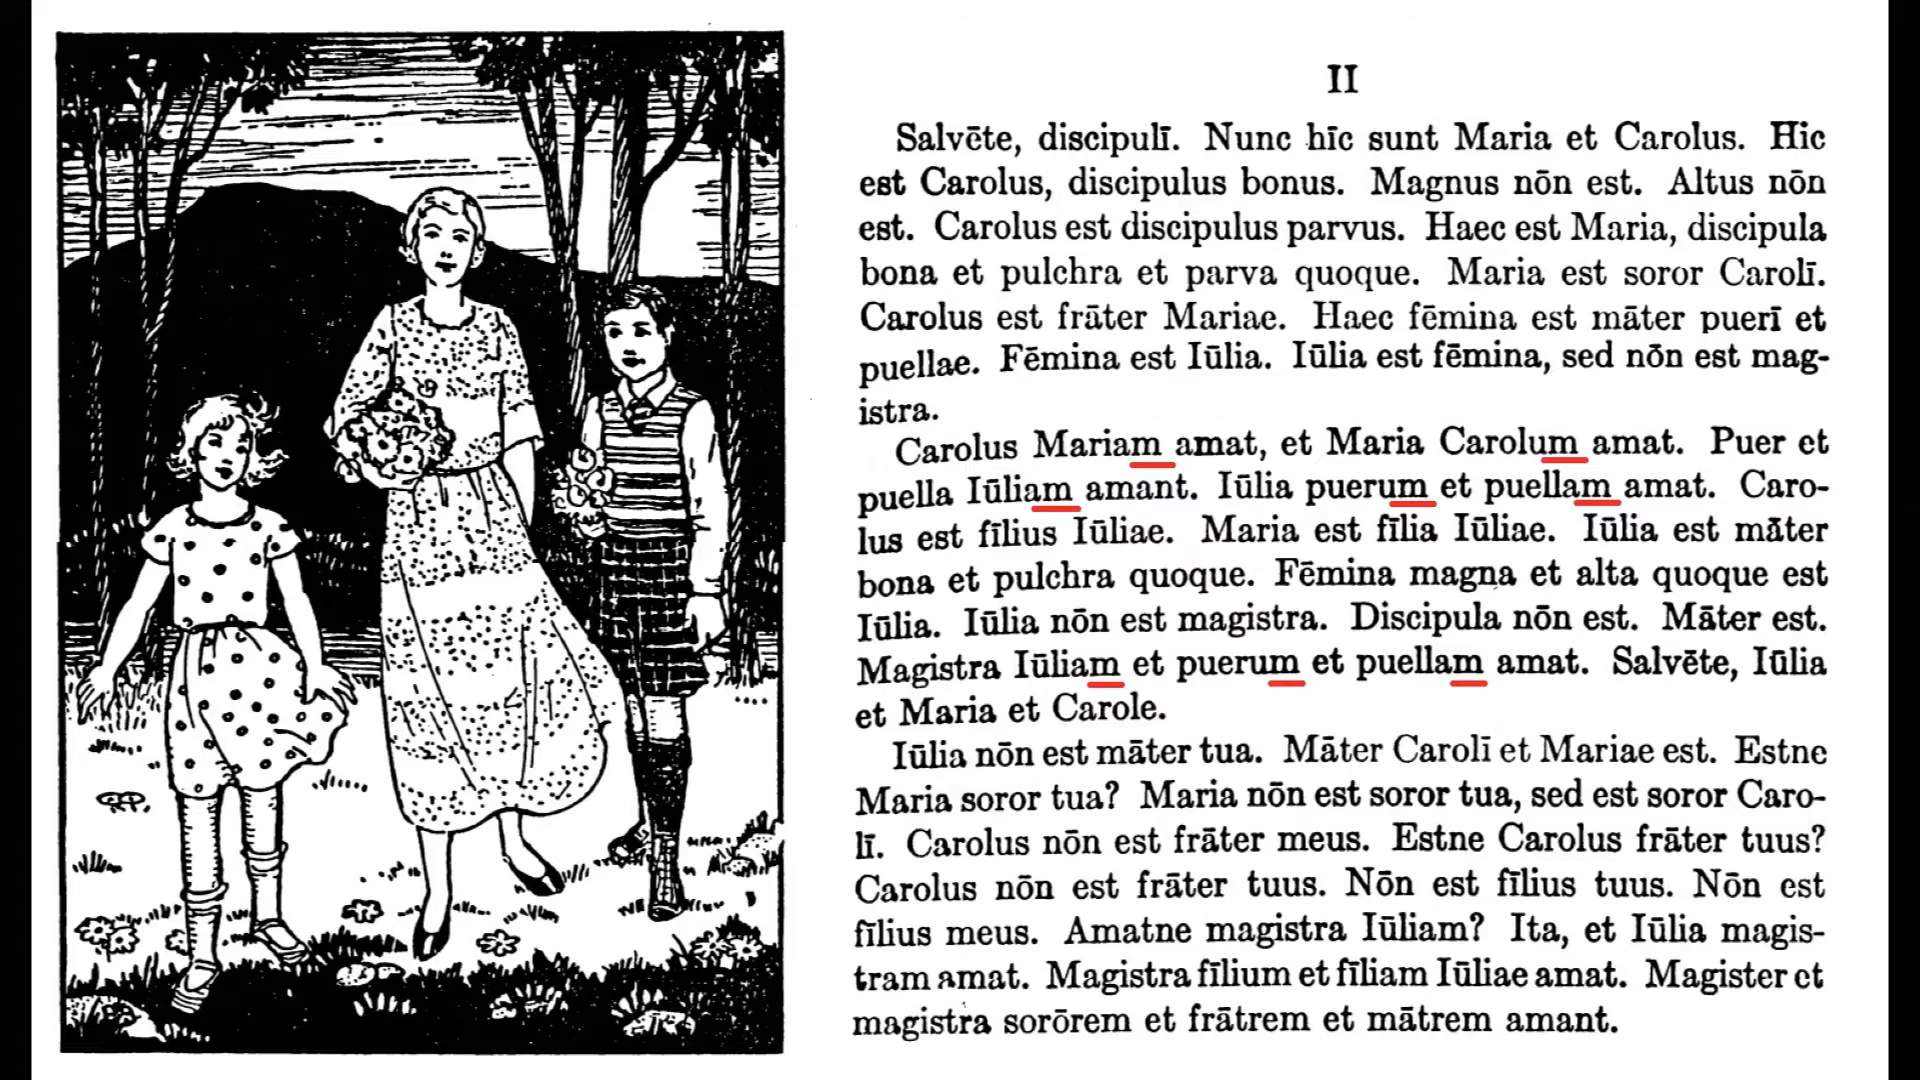 II
Salvēte, discipulī. Nunc hīc sunt Maria et Carolus. Hic
est Carolus, discipulus bonus. Magnus nōn est. Altus nōn
est. Carolus est discipulus parvus. Haec est Maria, discipula
bona et pulchra et parva quoque. Maria est soror Carolī.
Carolus est frāter Mariae. Haec fēmina est māter puerī et
puellae. Fēmina est Iūlia. Iūlia est fēmina, sed nōn est mag-
istra.
Carolus Mariam amat, et Maria Carolum amat. Puer et
puella Iūliam amant. Iūlia puerum et puellam amat. Caro-
lus est fīlius Iūliae. Maria est fīlia Iūliae. Iūlia est māter
bona et pulchra quoque. Fēmina magna et alta quoque est
Iūlia. Iūlia nōn est magistra. Discipula nōn est. Māter est.
Magistra Iūliam et puerum et puellam amat. Salvēte, Iūlia
et Maria et Carole.
Iūlia nōn est māter tua. Māter Carolī et Mariae est. Estne
Maria soror tua? Maria nōn est soror tua, sed est soror Caro-
lī. Carolus nōn est frāter meus. Estne Carolus frāter tuus?
Carolus nōn est frāter tuus. Nōn est fīlius tuus. Nōn est
fīlius meus. Amatne magistra Iūliam? Ita, et Iūlia magis-
tram amat. Magistra fīlium et fīliam Iūliae amat. Magister et
magistra sorōrem et frātrem et mātrem amant.